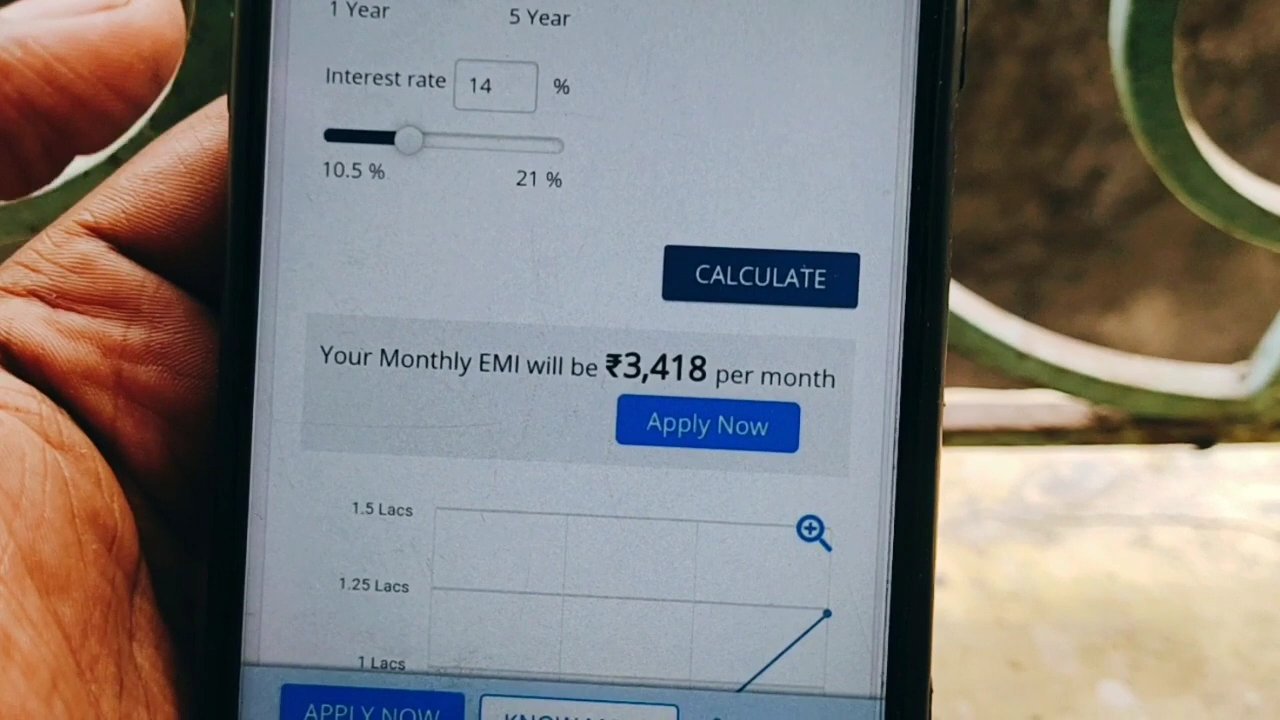 1 Year 5 Year
Interest rate 14 %
10.5 % 21 %
CALCULATE
Your Monthly EMI will be ₹3,418 per month
Apply Now
1.5 Lacs
1.25 Lacs
1 Lacs
APPLY NOW